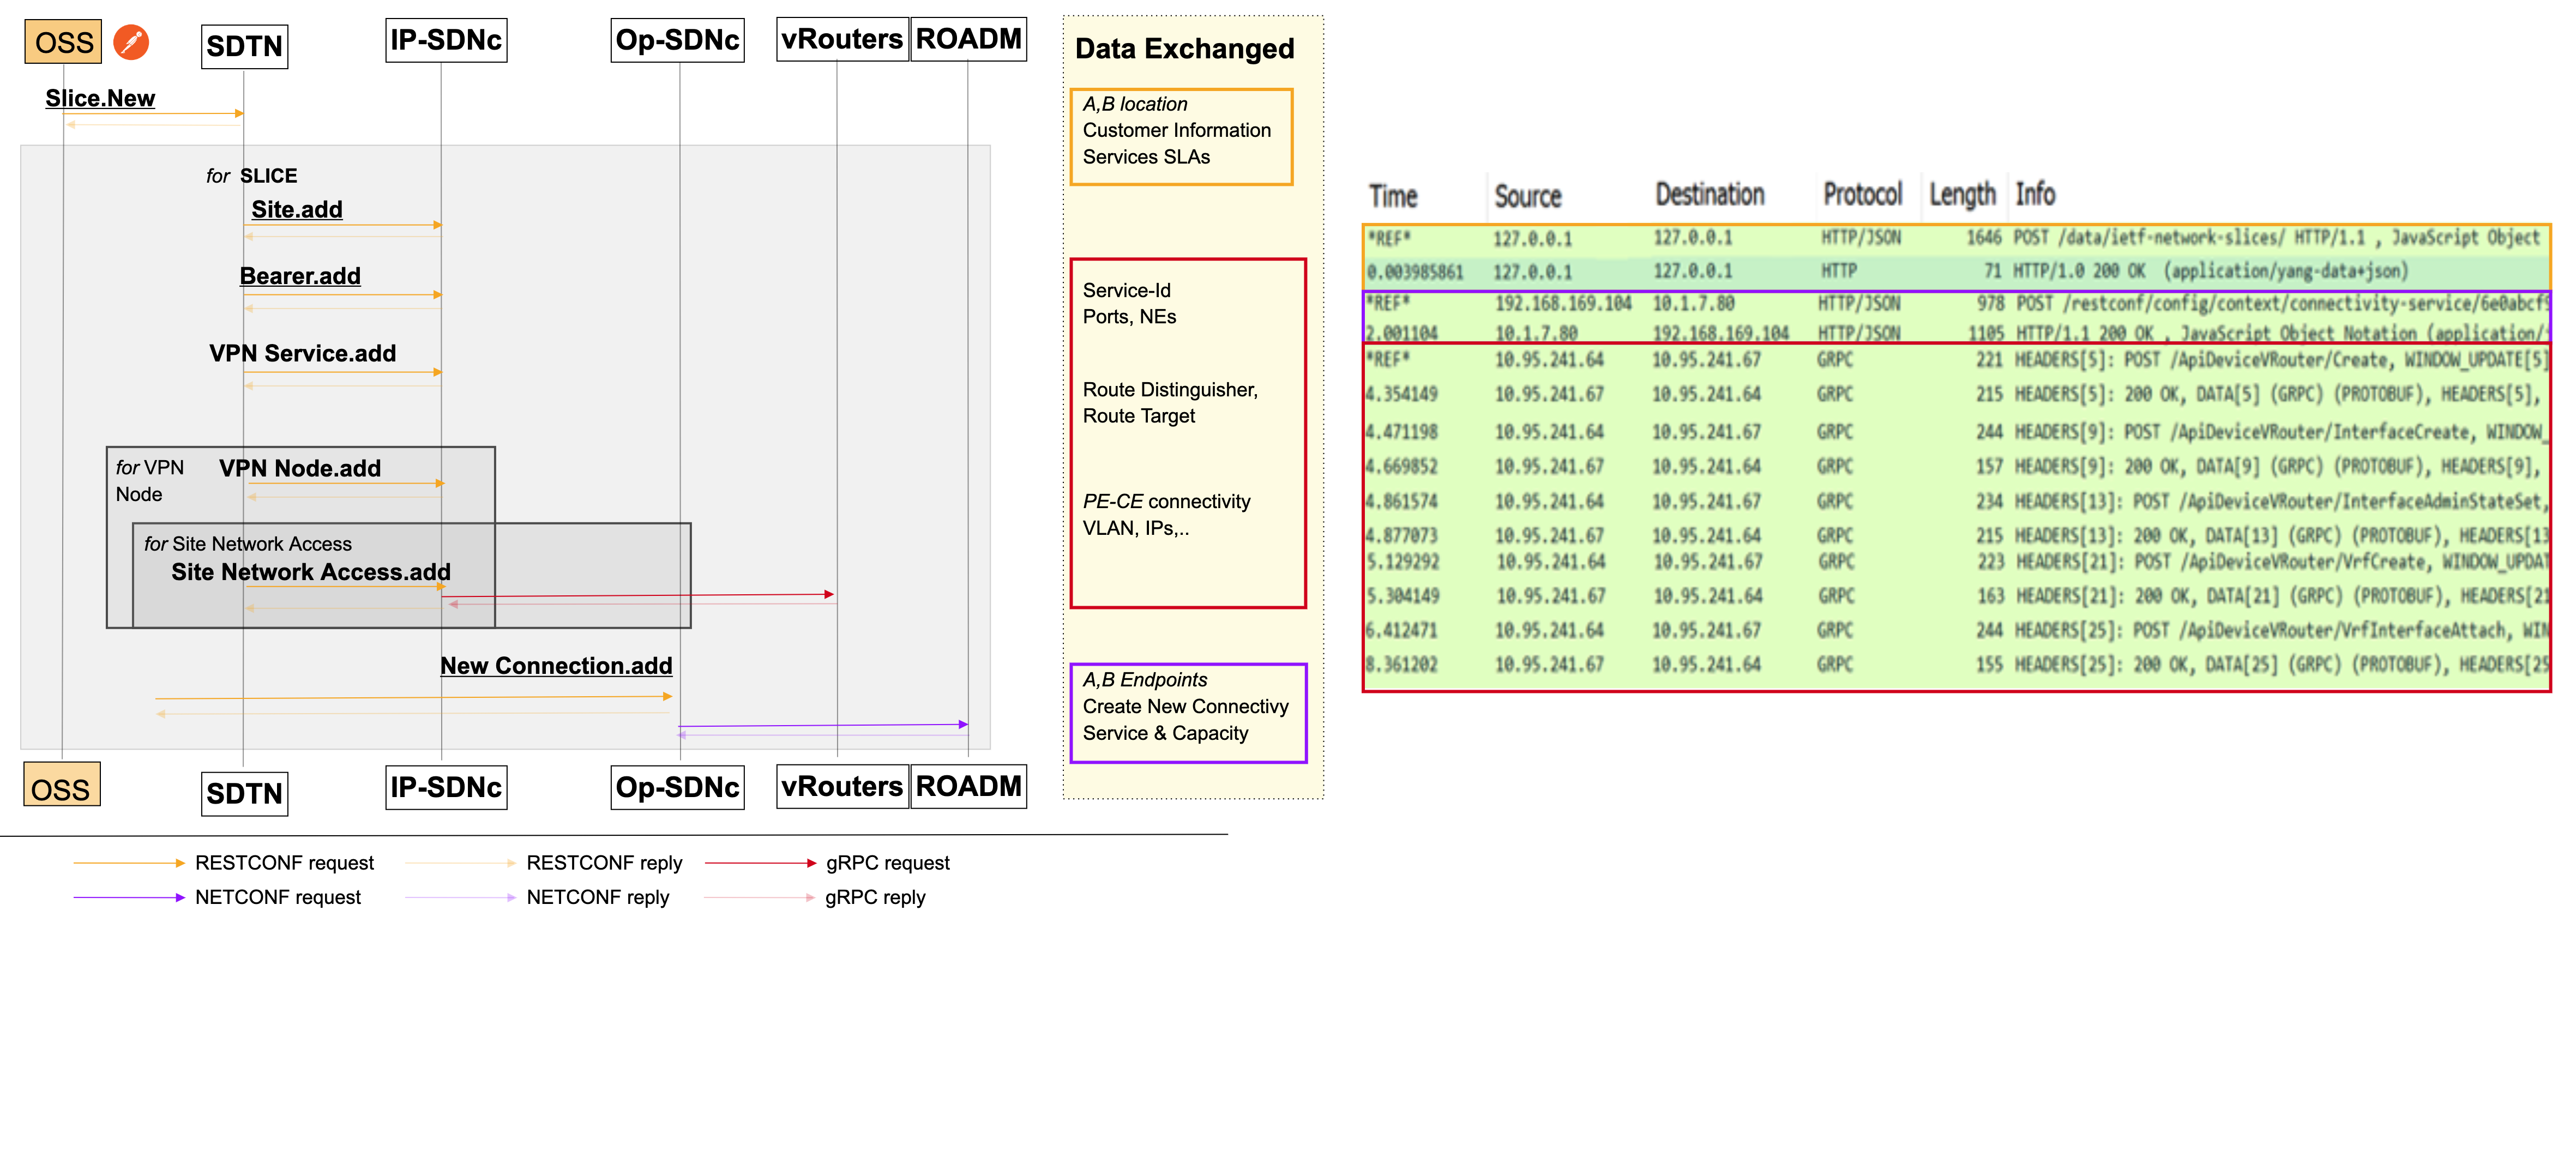 OSS
SDTN
IP-SDNc
Op-SDNc
vRouters
ROADM
Slice.New
for SLICE
Site.add
Bearer.add
VPN Service.add
for VPN
Node
VPN Node.add
for Site Network Access
Site Network Access.add
New Connection.add
OSS
SDTN
IP-SDNc
Op-SDNc
vRouters
ROADM
RESTCONF request
RESTCONF reply
gRPC request
NETCONF request
NETCONF reply
gRPC reply
Data Exchanged
A,B location
Customer Information
Services SLAs
Service-Id
Ports, NEs
Route Distinguisher,
Route Target
PE-CE connectivity
VLAN, IPs,..
A,B Endpoints
Create New Connectivy
Service & Capacity
Time Source Destination Protocol Length Info
*REF* 127.0.0.1 127.0.0.1 HTTP/JSON 1646 POST /data/ietf-network-slices/ HTTP/1.1 , JavaScript Object
0.003985861 127.0.0.1 127.0.0.1 HTTP 71 HTTP/1.0 200 OK (application/yang-data+json)
*REF* 192.168.169.104 10.1.7.80 HTTP/JSON 978 POST /restconf/config/context/connectivity-service/6e0abcf9
2.001104 10.1.7.80 192.168.169.104 HTTP/JSON 1105 HTTP/1.1 200 OK , JavaScript Object Notation (application/
*REF* 10.95.241.64 10.95.241.67 GRPC 221 HEADERS[5]: POST /ApiDeviceVRouter/Create, WINDOW_UPDATE[5]
4.354149 10.95.241.67 10.95.241.64 GRPC 215 HEADERS[5]: 200 OK, DATA[5] (GRPC) (PROTOBUF), HEADERS[5],
4.471198 10.95.241.64 10.95.241.67 GRPC 244 HEADERS[9]: POST /ApiDeviceVRouter/InterfaceCreate, WINDOW_
4.669852 10.95.241.67 10.95.241.64 GRPC 157 HEADERS[9]: 200 OK, DATA[9] (GRPC) (PROTOBUF), HEADERS[9],
4.861574 10.95.241.64 10.95.241.67 GRPC 234 HEADERS[13]: POST /ApiDeviceVRouter/InterfaceAdminStateSet,
4.877073 10.95.241.67 10.95.241.64 GRPC 215 HEADERS[13]: 200 OK, DATA[13] (GRPC) (PROTOBUF), HEADERS[13
5.129292 10.95.241.64 10.95.241.67 GRPC 223 HEADERS[21]: POST /ApiDeviceVRouter/VrfCreate, WINDOW_UPDAT
5.304149 10.95.241.67 10.95.241.64 GRPC 163 HEADERS[21]: 200 OK, DATA[21] (GRPC) (PROTOBUF), HEADERS[21
6.412471 10.95.241.64 10.95.241.67 GRPC 244 HEADERS[25]: POST /ApiDeviceVRouter/VrfInterfaceAttach, WIN
8.361202 10.95.241.67 10.95.241.64 GRPC 155 HEADERS[25]: 200 OK, DATA[25] (GRPC) (PROTOBUF), HEADERS[25